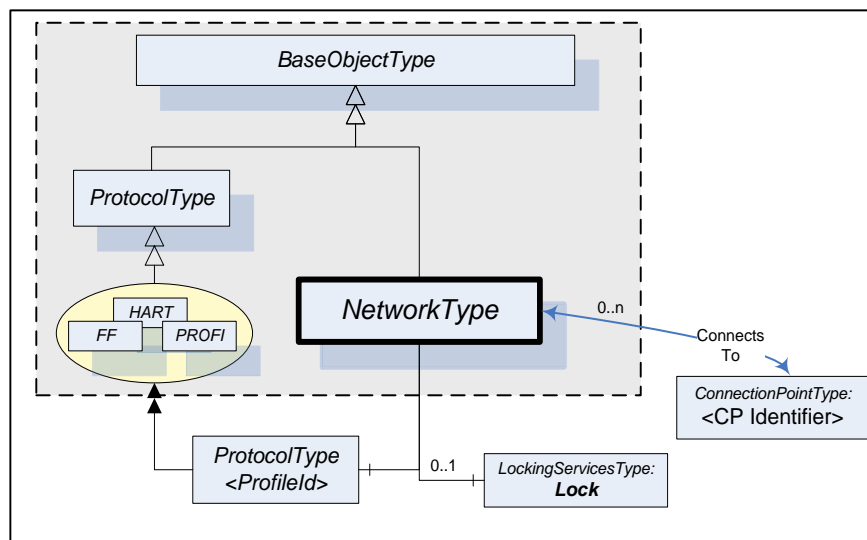 BaseObjectType
ProtocolType
HART
FF
PROFI
NetworkType
0..n
Connects
To
ConnectionPointType:
<CP Identifier>
ProtocolType
<ProfileId>
0..1
LockingServicesType:
Lock